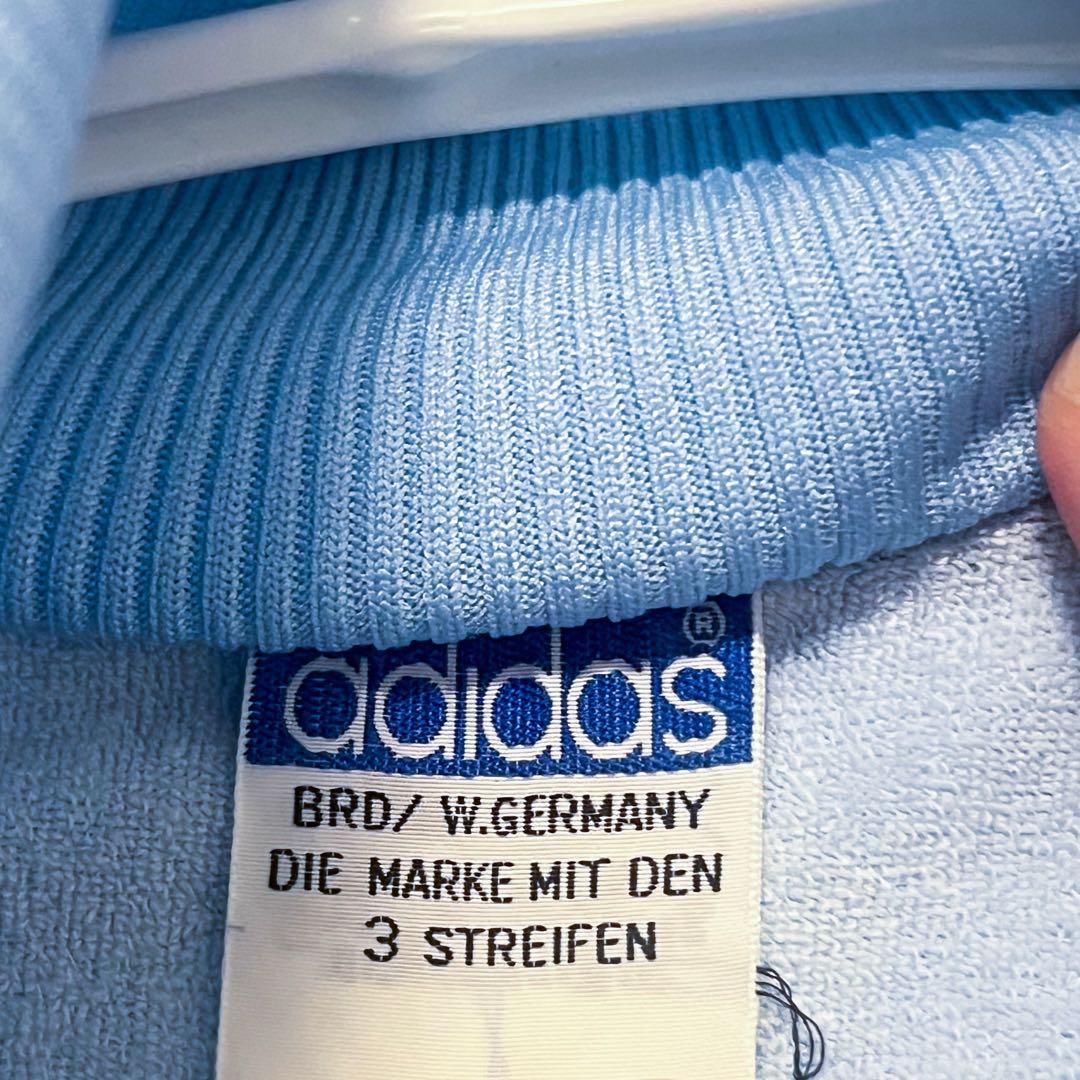 adidas®
BRD/ W.GERMANY
DIE MARKE MIT DEN
3 STREIFEN